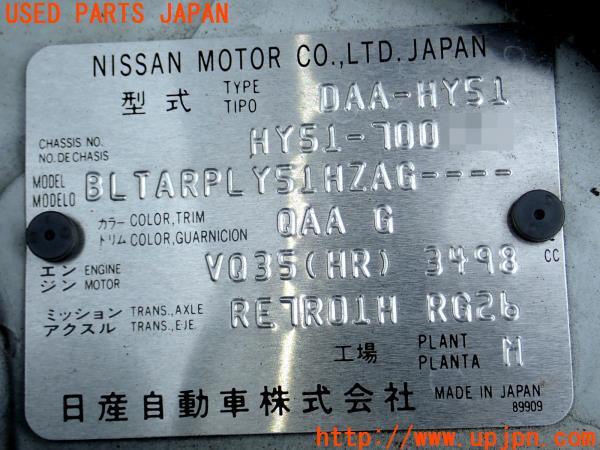 USED PARTS JAPAN
NISSAN MOTOR CO.,LTD. JAPAN
型式 TYPE TIPO DAA-HY51
CHASSIS NO. NO. DE CHASIS HY51-700
MODEL MODELO BLTARPLY51HZAG----
カラー COLOR,TRIM トリム COLOR,GUARNICION QAA G
エンジン ENGINE MOTOR VQ35(HR) 3498 CC
ミッション TRANS.,AXLE アクスル TRANS.,EJE. RE7R01H RG26
工場 PLANT PLANTA M
日産自動車株式会社 MADE IN JAPAN
89909
http://www.upjpn.com